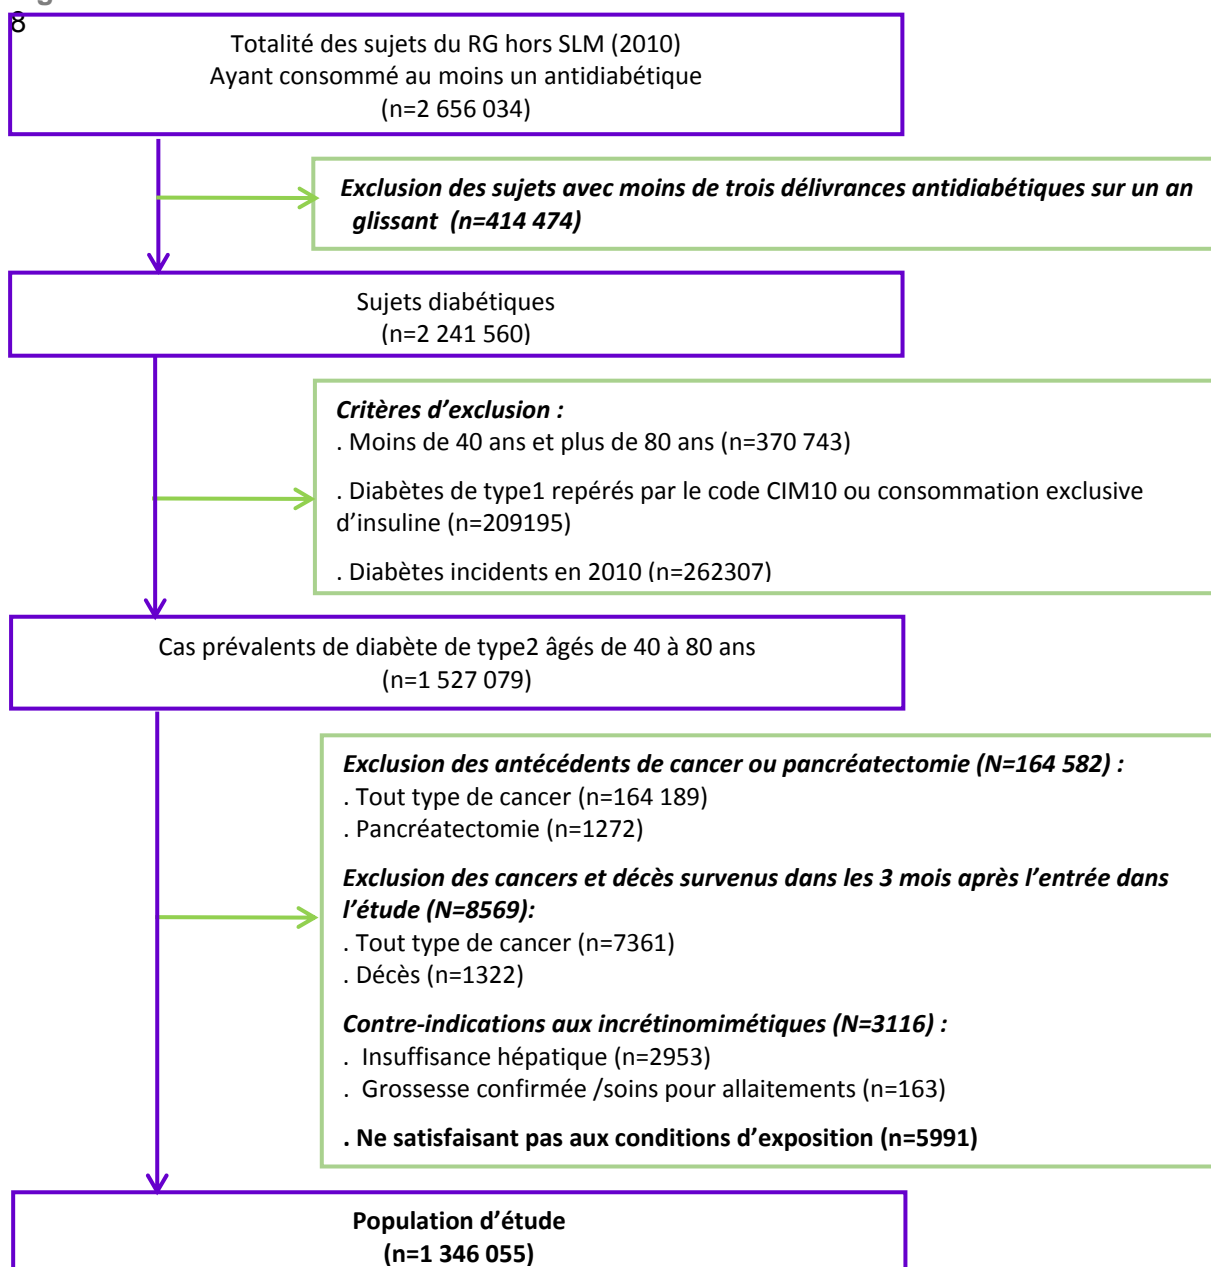 8
Totalité des sujets du RG hors SLM (2010)
Ayant consommé au moins un antidiabétique
(n=2 656 034)
Exclusion des sujets avec moins de trois délivrances antidiabétiques sur un an
glissant (n=414 474)
Sujets diabétiques
(n=2 241 560)
Critères d’exclusion :
. Moins de 40 ans et plus de 80 ans (n=370 743)
. Diabètes de type1 repérés par le code CIM10 ou consommation exclusive
d’insuline (n=209195)
. Diabètes incidents en 2010 (n=262307)
Cas prévalents de diabète de type2 âgés de 40 à 80 ans
(n=1 527 079)
Exclusion des antécédents de cancer ou pancréatectomie (N=164 582) :
. Tout type de cancer (n=164 189)
. Pancréatectomie (n=1272)
Exclusion des cancers et décès survenus dans les 3 mois après l’entrée dans
l’étude (N=8569):
. Tout type de cancer (n=7361)
. Décès (n=1322)
Contre-indications aux incrétinomimétiques (N=3116) :
. Insuffisance hépatique (n=2953)
. Grossesse confirmée /soins pour allaitements (n=163)
. Ne satisfaisant pas aux conditions d’exposition (n=5991)
Population d’étude
(n=1 346 055)